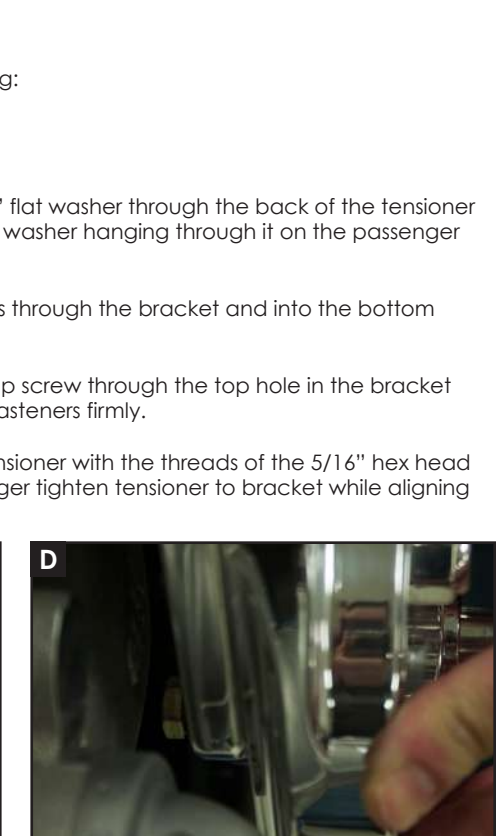 g:
” flat washer through the back of the tensioner
washer hanging through it on the passenger
s through the bracket and into the bottom
p screw through the top hole in the bracket
asteners firmly.
nsioner with the threads of the 5/16” hex head
ger tighten tensioner to bracket while aligning
D